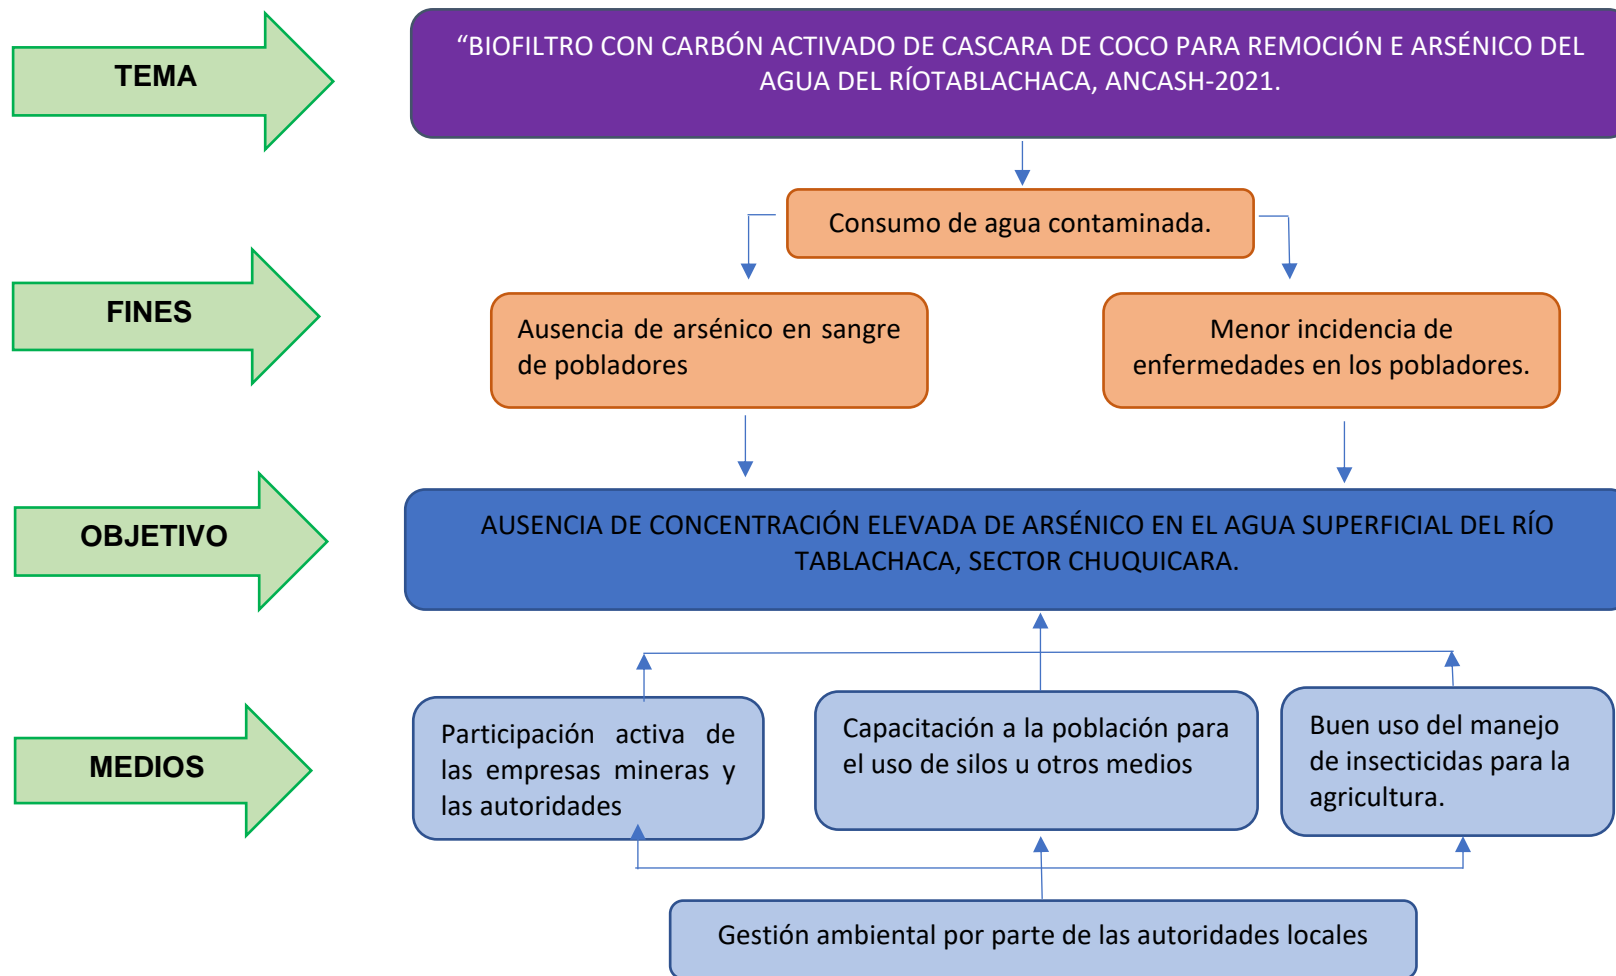 TEMA
“BIOFILTRO CON CARBÓN ACTIVADO DE CASCARA DE COCO PARA REMOCIÓN E ARSÉNICO DEL
AGUA DEL RÍOTABLACHACA, ANCASH-2021.
Consumo de agua contaminada.
FINES
Ausencia de arsénico en sangre
de pobladores
Menor incidencia de
enfermedades en los pobladores.
OBJETIVO
AUSENCIA DE CONCENTRACIÓN ELEVADA DE ARSÉNICO EN EL AGUA SUPERFICIAL DEL RÍO
TABLACHACA, SECTOR CHUQUICARA.
MEDIOS
Participación activa de
las empresas mineras y
las autoridades
Capacitación a la población para
el uso de silos u otros medios
Buen uso del manejo
de insecticidas para la
agricultura.
Gestión ambiental por parte de las autoridades locales